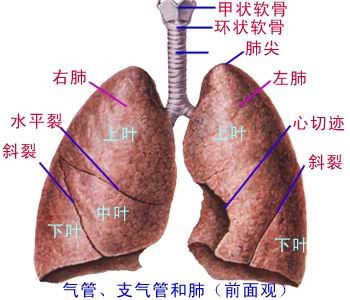 甲状软骨
环状软骨
肺尖
右肺
左肺
水平裂
上叶
上叶
心切迹
斜裂
斜裂
中叶
下叶
下叶
气管、支气管和肺（前面观）